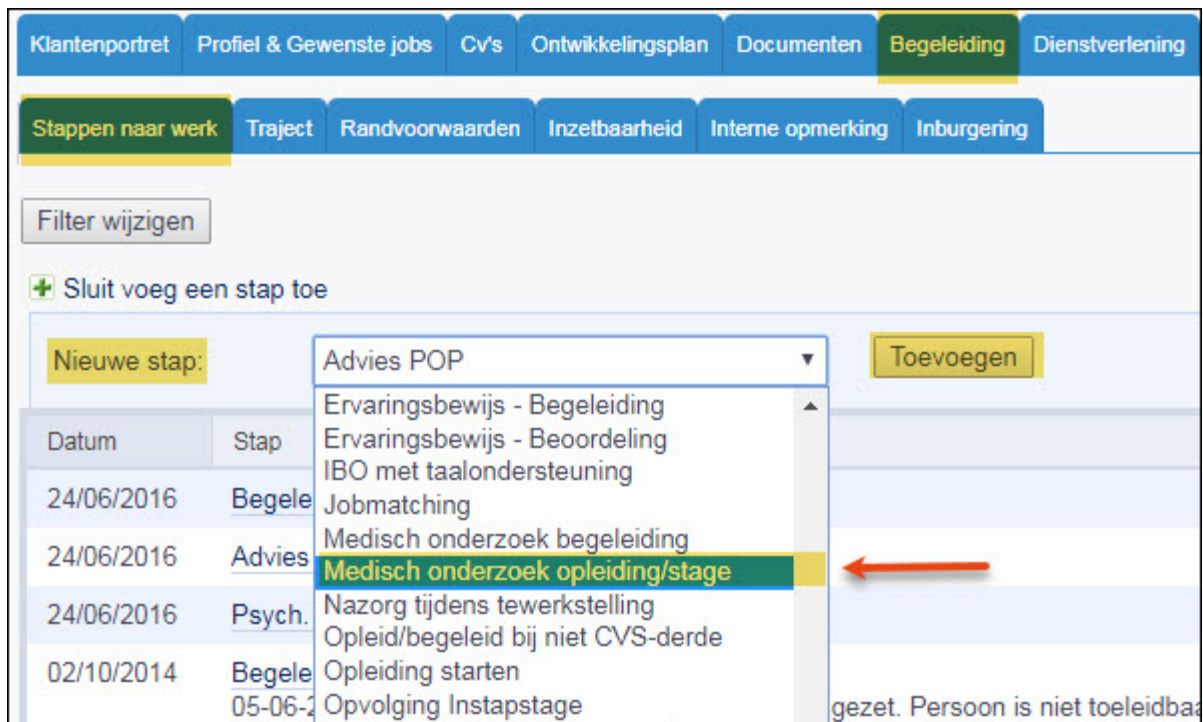 Klantenportret Profiel & Gewenste jobs Cv's Ontwikkelingsplan Documenten Begeleiding Dienstverlening
Stappen naar werk Traject Randvoorwaarden Inzetbaarheid Interne opmerking Inburgering
Filter wijzigen
Sluit voeg een stap toe
Nieuwe stap: Advies POP Toevoegen
Ervaringsbewijs - Begeleiding
Datum Stap Ervaringsbewijs - Beoordeling
IBO met taalondersteuning
24/06/2016 Begele Jobmatching
Medisch onderzoek begeleiding
24/06/2016 Advies Medisch onderzoek opleiding/stage
24/06/2016 Psych. Nazorg tijdens tewerkstelling
Opleid/begeleid bij niet CVS-derde
02/10/2014 Begele Opleiding starten
05-06-2 Opvolging Instapstage gezet. Persoon is niet toeleidba